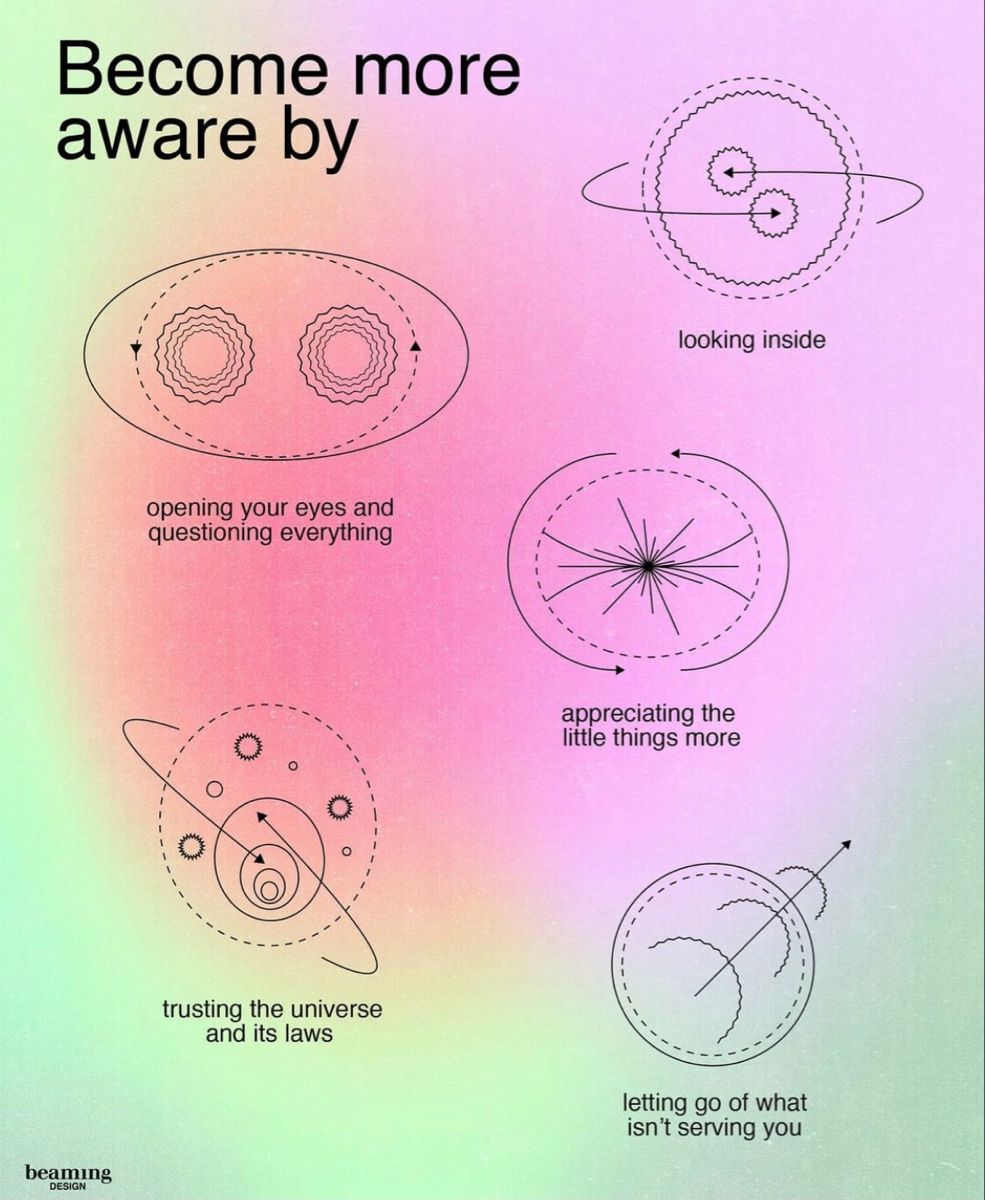 Become more
aware by
looking inside
opening your eyes and
questioning everything
appreciating the
little things more
trusting the universe
and its laws
letting go of what
isn't serving you
beaming
DESIGN